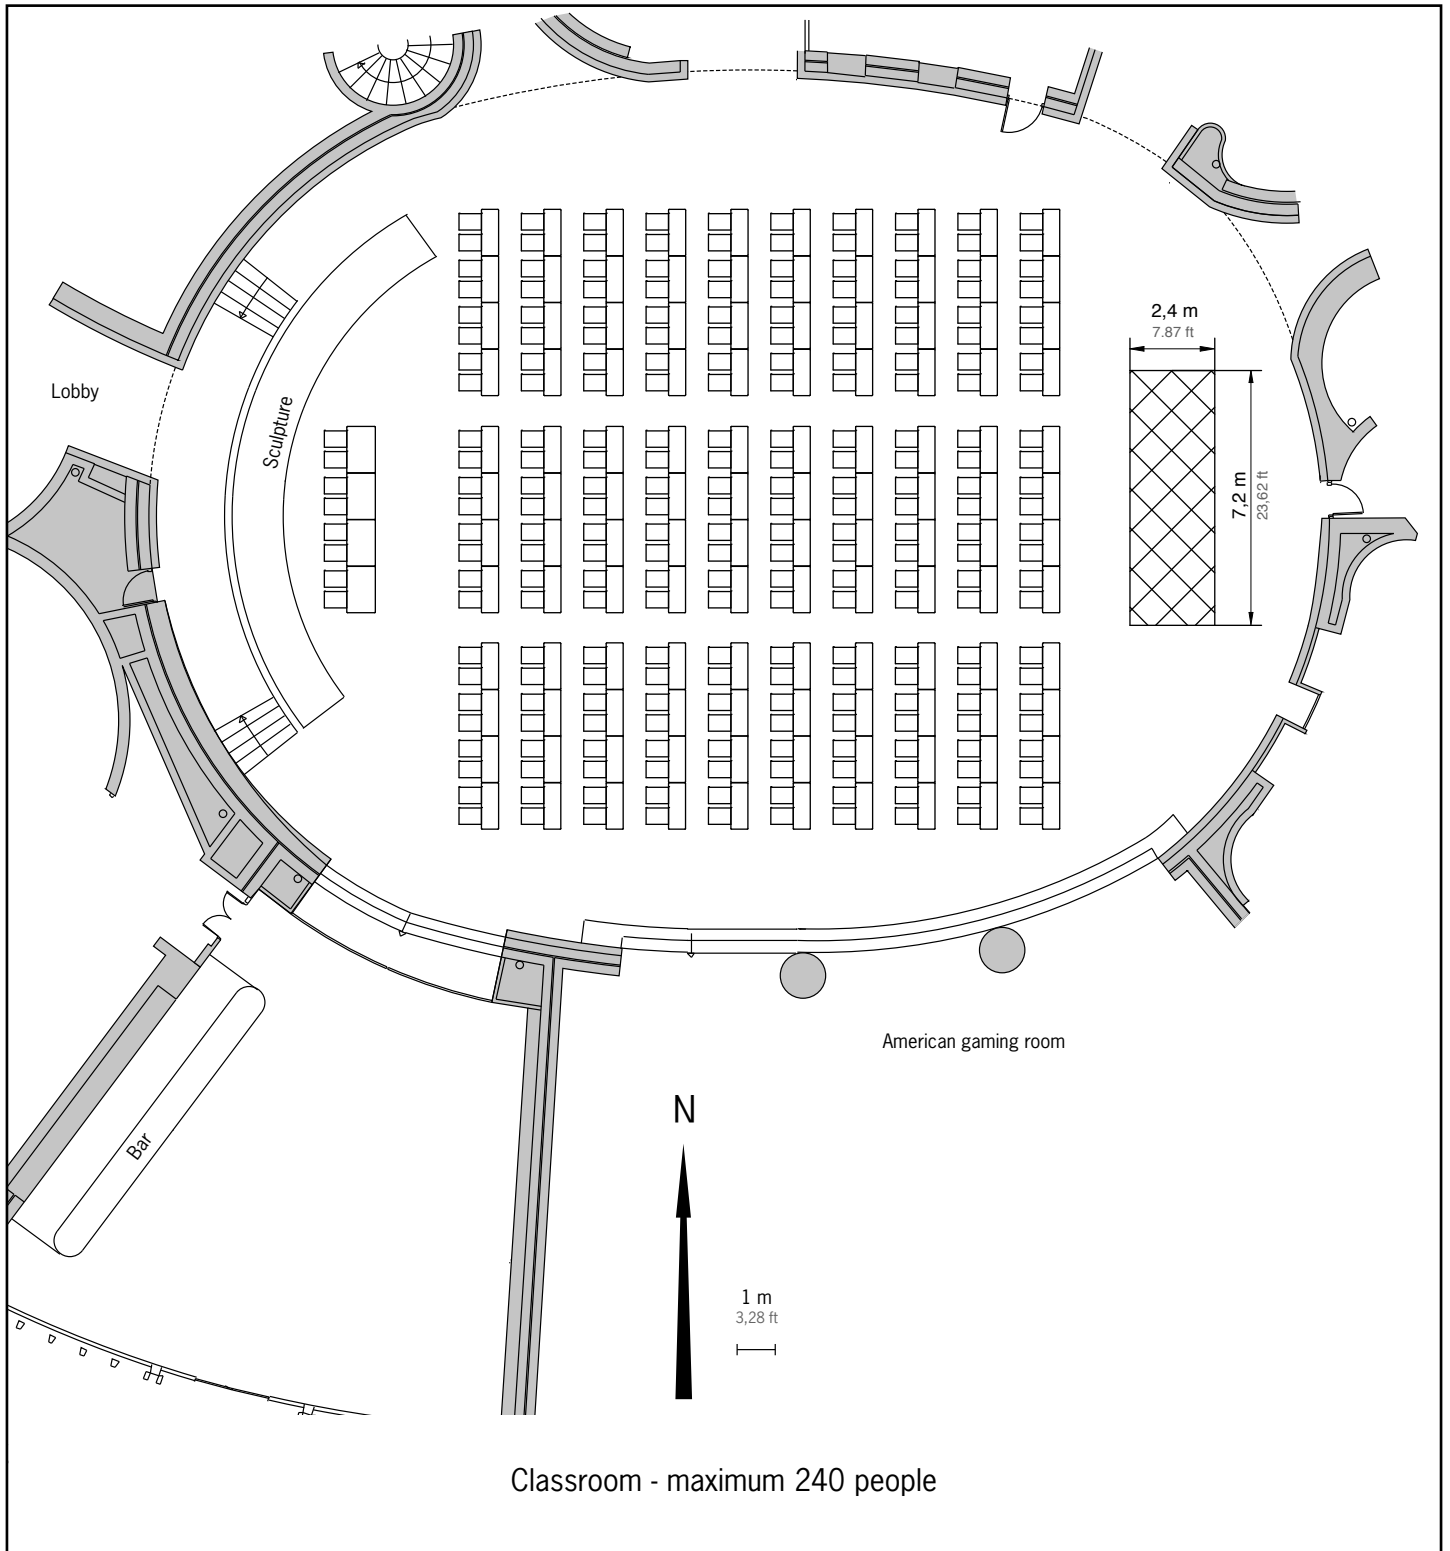 2,4 m
7.87 ft
Lobby
Sculpture
7,2 m
23,62 ft
American gaming room
N
Bar
1 m
3,28 ft
Classroom - maximum 240 people